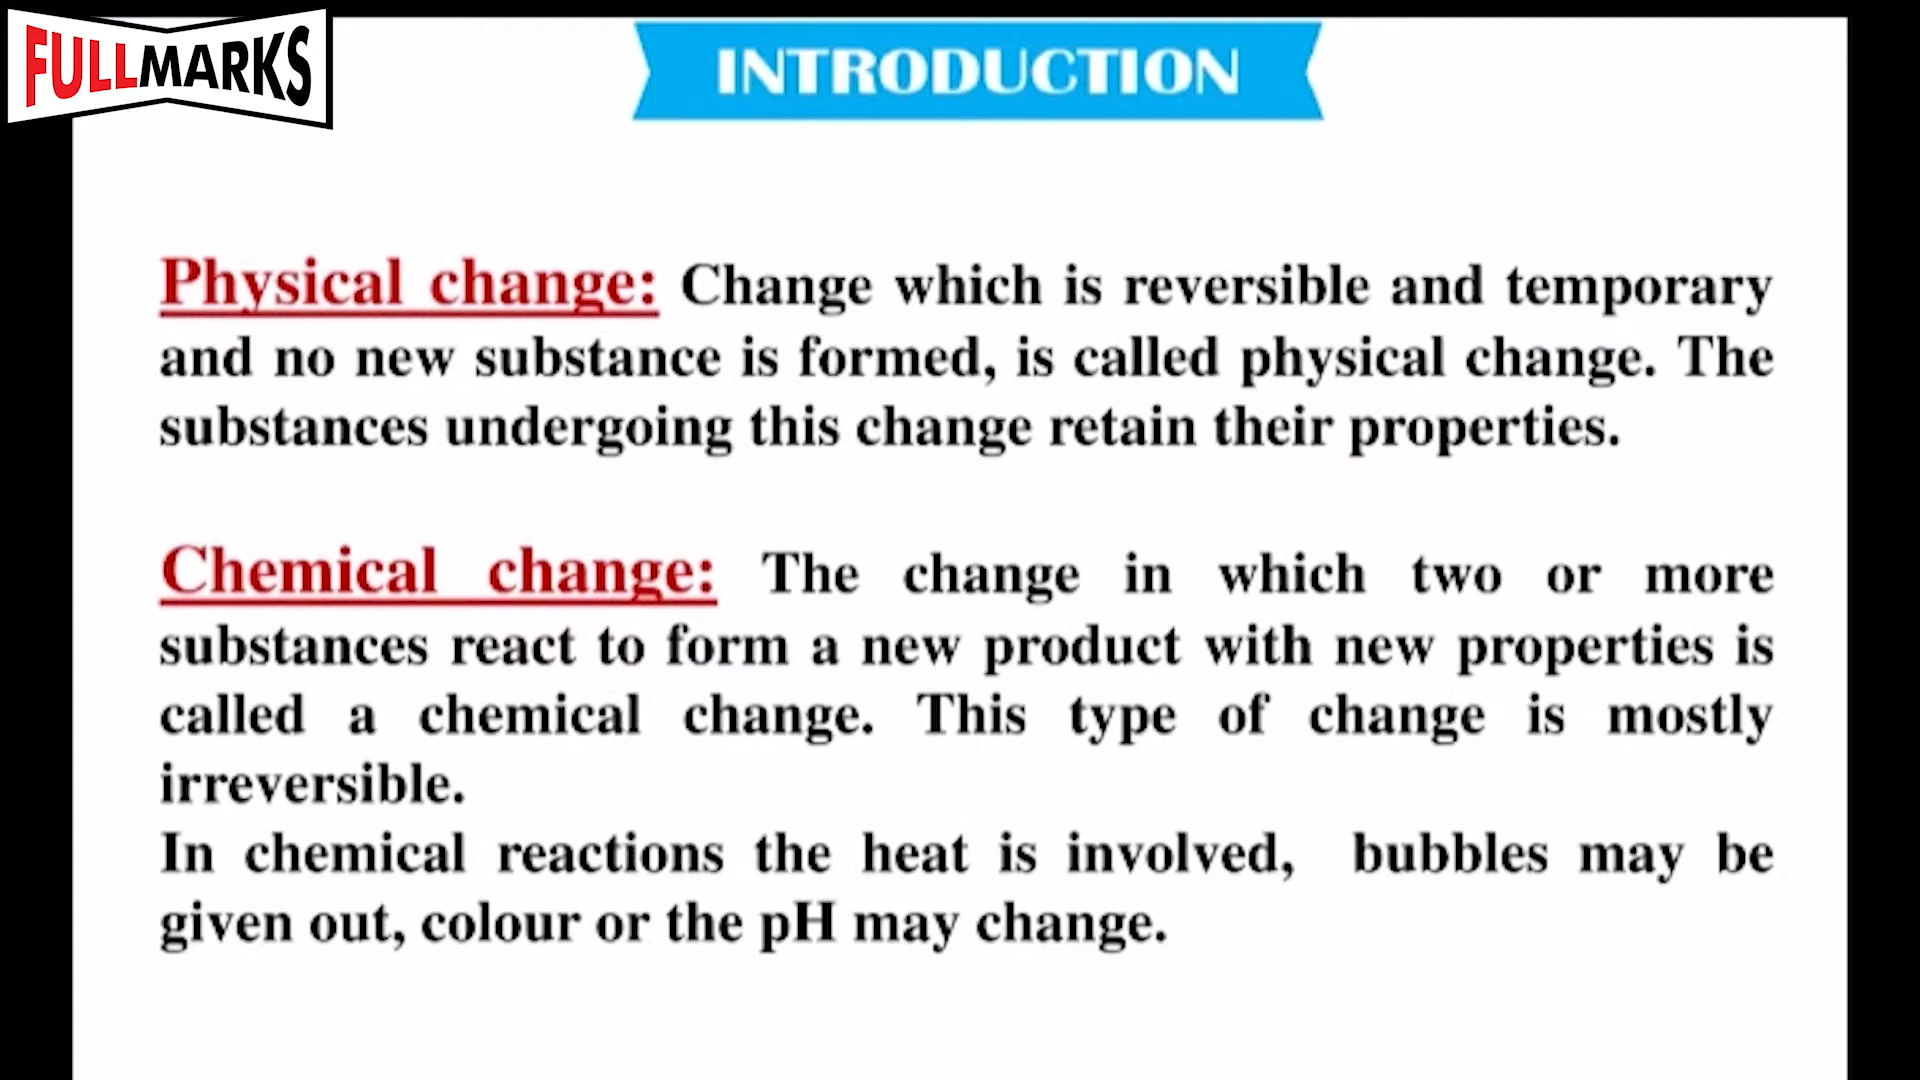 FULLMARKS
INTRODUCTION
Physical change: Change which is reversible and temporary
and no new substance is formed, is called physical change. The
substances undergoing this change retain their properties.
Chemical change: The change in which two or more
substances react to form a new product with new properties is
called a chemical change. This type of change is mostly
irreversible.
In chemical reactions the heat is involved, bubbles may be
given out, colour or the pH may change.